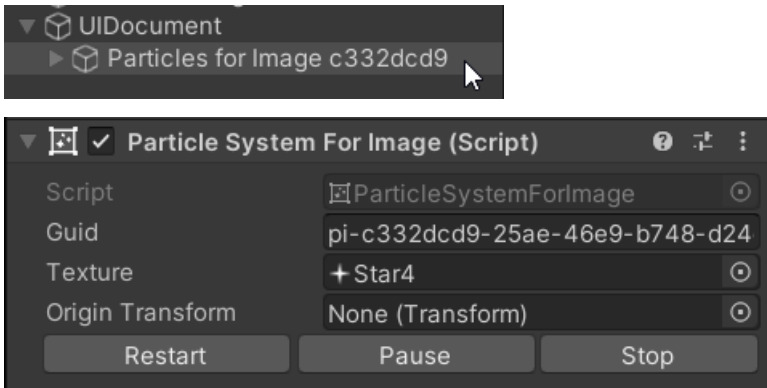 UIDocument
Particles for Image c332dcd9
Particle System For Image (Script)
Script ParticleSystemForImage
Guid pi-c332dcd9-25ae-46e9-b748-d24
Texture Star4
Origin Transform None (Transform)
Restart Pause Stop